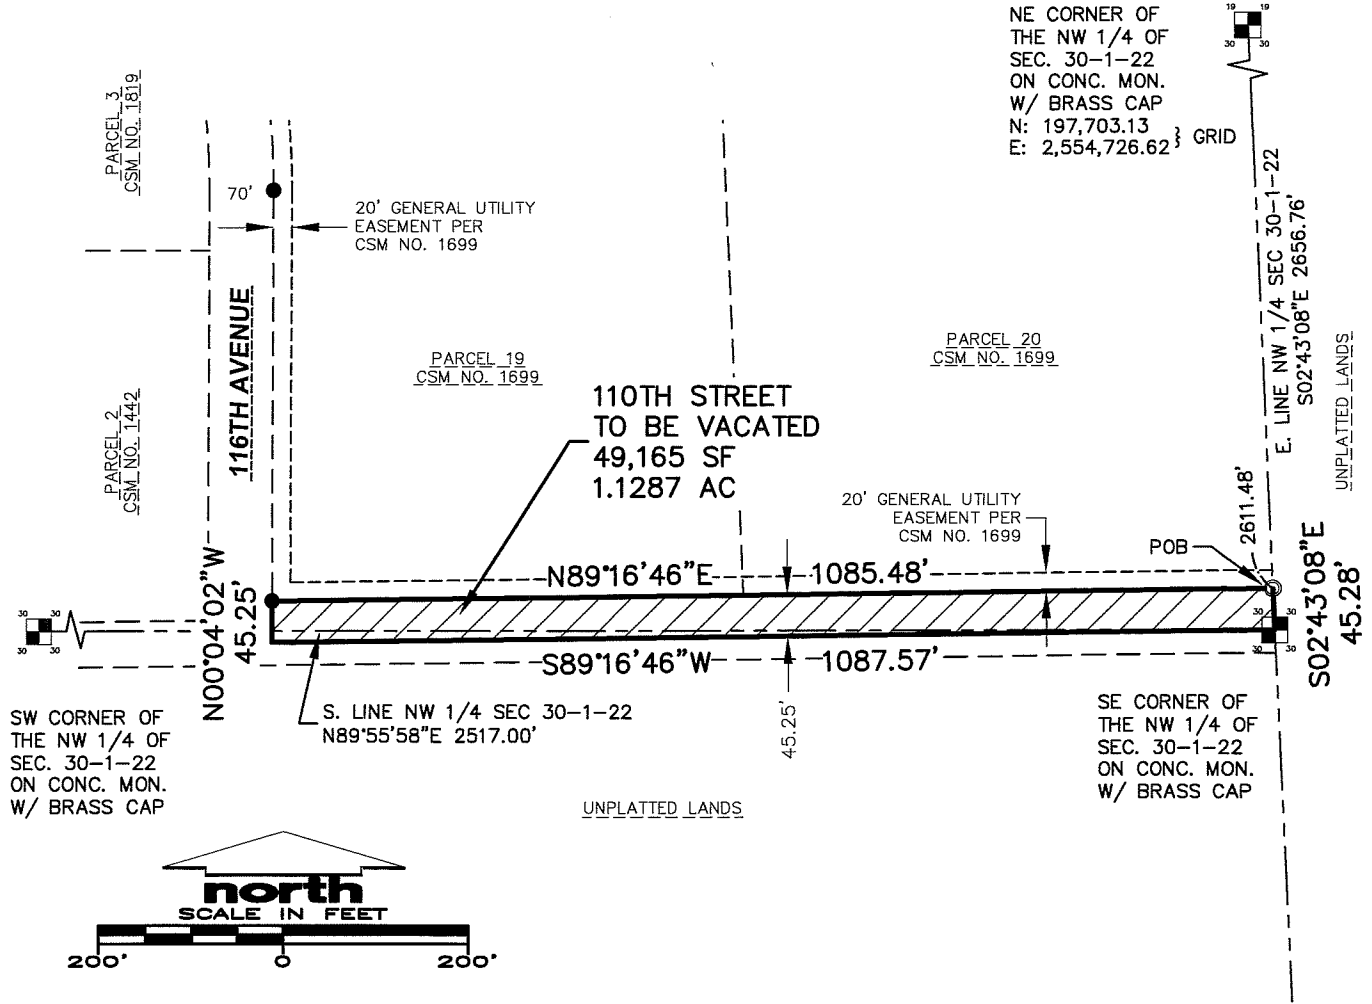 NE CORNER OF
THE NW 1/4 OF
SEC. 30-1-22
ON CONC. MON.
W/ BRASS CAP
N: 197,703.13
E: 2,554,726.62
} GRID
19 19
30 30
PARCEL 3
CSM NO. 1819
70'
20' GENERAL UTILITY
EASEMENT PER
CSM NO. 1699
116TH AVENUE
PARCEL 2
CSM NO. 1442
PARCEL 19
CSM NO. 1699
PARCEL 20
CSM NO. 1699
E. LINE NW 1/4 SEC 30-1-22
S02°43'08"E 2656.76'
UNPLATTED LANDS
110TH STREET
TO BE VACATED
49,165 SF
1.1287 AC
20' GENERAL UTILITY
EASEMENT PER
CSM NO. 1699
2611.48'
POB
N89°16'46"E 1085.48'
N00°04'02"W
45.25'
S02°43'08"E
45.28'
30 30
30 30
30 30
30 30
S89°16'46"W 1087.57'
45.25'
S. LINE NW 1/4 SEC 30-1-22
N89°55'58"E 2517.00'
SW CORNER OF
THE NW 1/4 OF
SEC. 30-1-22
ON CONC. MON.
W/ BRASS CAP
SE CORNER OF
THE NW 1/4 OF
SEC. 30-1-22
ON CONC. MON.
W/ BRASS CAP
UNPLATTED LANDS
north
SCALE IN FEET
200' 0 200'